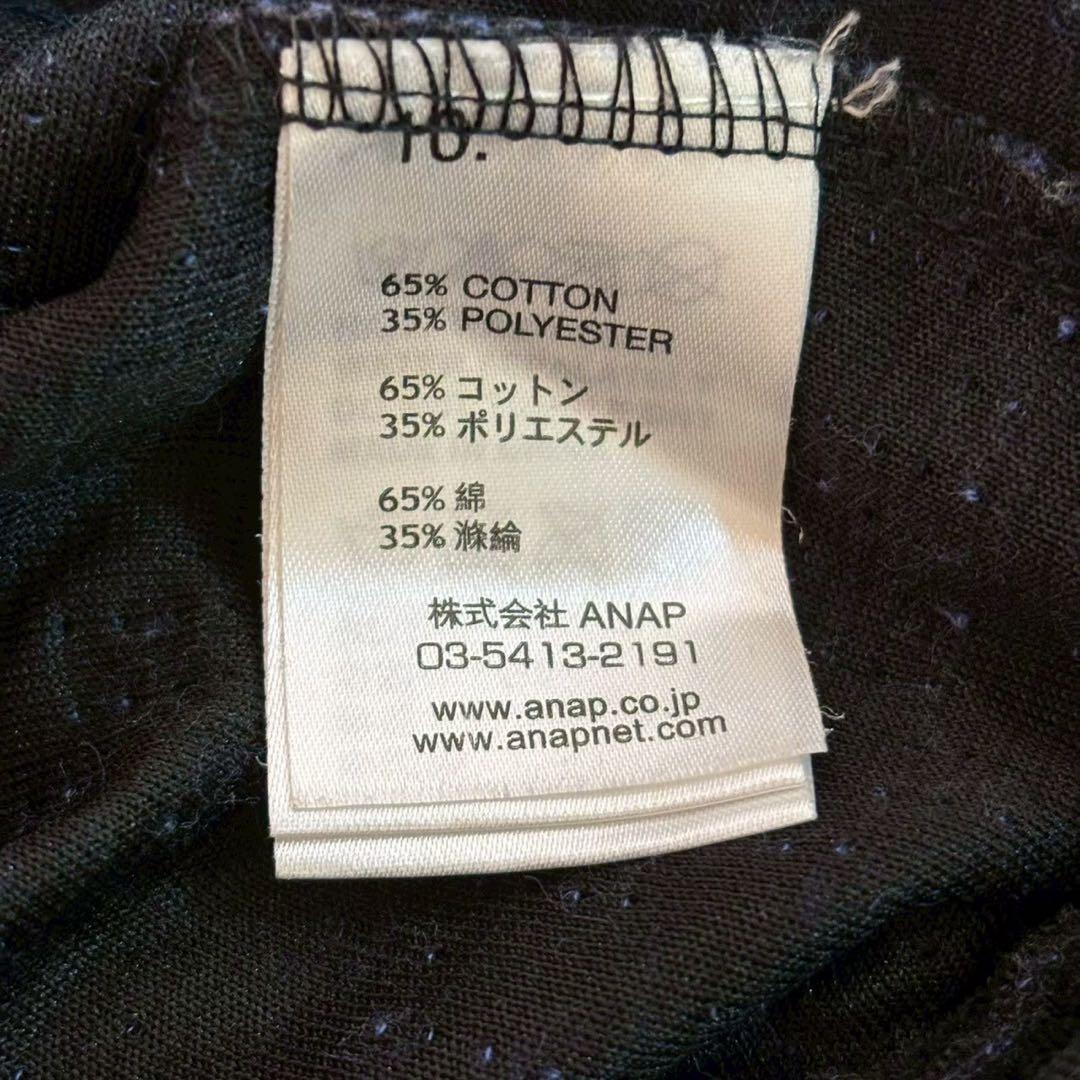 10.
65% COTTON
35% POLYESTER
65% コットン
35% ポリエステル
65% 綿
35% 滌綸
株式会社 ANAP
03-5413-2191
www.anap.co.jp
www.anapnet.com